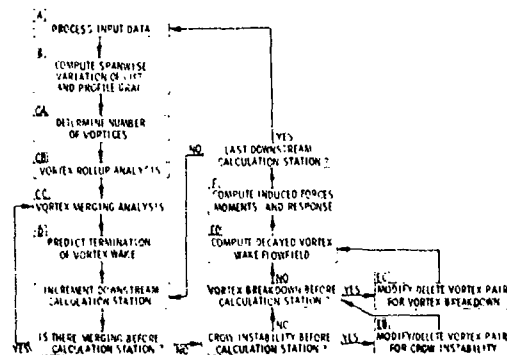 A.
PROCESS INPUT DATA
B.
COMPUTE SPANWISE
VARIATION OF LIFT
AND PROFILE DRAG
CA.
DETERMINE NUMBER
OF VORTICES
CB.
VORTEX ROLLUP ANALYSIS
CC.
VORTEX MERGING ANALYSIS
D.
PREDICT TERMINATION
OF VORTEX WAKE
INCREMENT DOWNSTREAM
CALCULATION STATION
IS THERE MERGING BEFORE
CALCULATION STATION ?
YES
NO
CROW INSTABILITY BEFORE
CALCULATION STATION ?
YES
EB.
MODIFY/DELETE VORTEX PAIR
FOR CROW INSTABILITY
NO
VORTEX BREAKDOWN BEFORE
CALCULATION STATION ?
YES
EC.
MODIFY DELETE VORTEX PAIR
FOR VORTEX BREAKDOWN
NO
ED.
COMPUTE DECAYED VORTEX
WAKE FLOWFIELD
F.
COMPUTE INDUCED FORCES
MOMENTS AND RESPONSE
LAST DOWNSTREAM
CALCULATION STATION ?
NO
YES